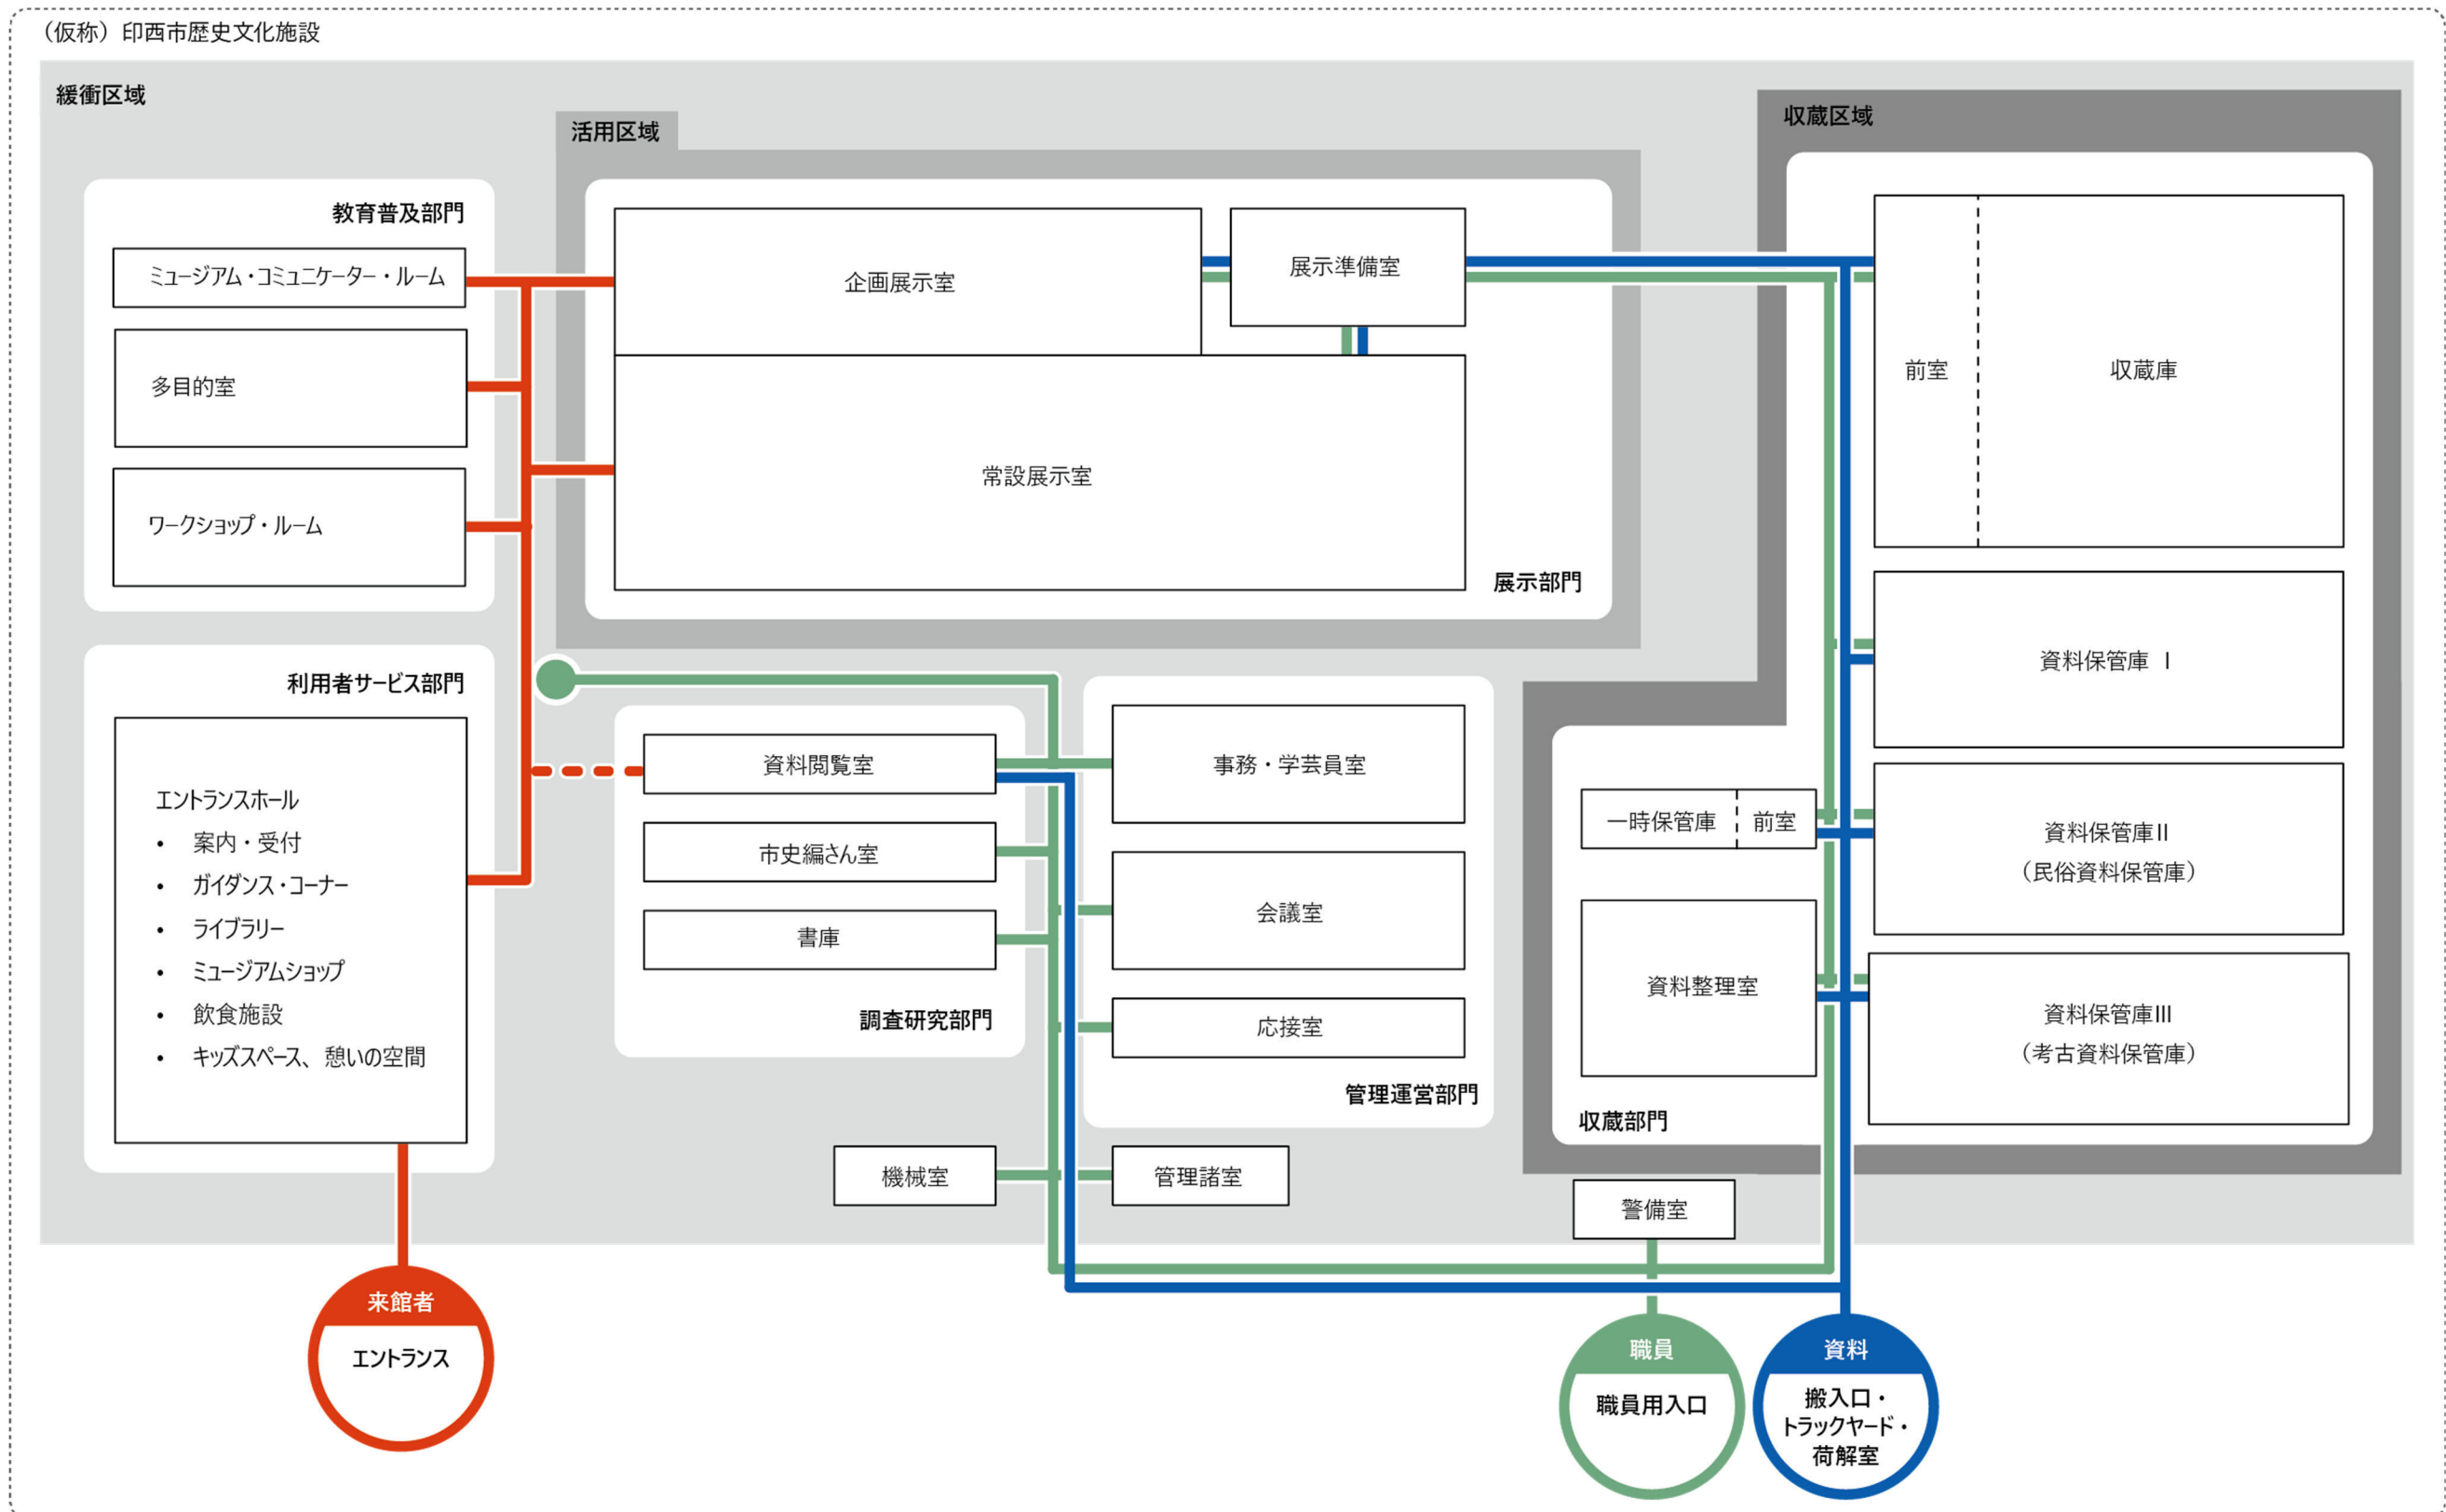 （仮称）印西市歴史文化施設
緩衝区域
活用区域
収蔵区域
教育普及部門
ミュージアム・コミュニケーター・ルーム
多目的室
ワークショップ・ルーム
企画展示室
展示準備室
常設展示室
展示部門
前室
収蔵庫
資料保管庫 Ⅰ
資料保管庫Ⅱ
（民俗資料保管庫）
資料保管庫Ⅲ
（考古資料保管庫）
一時保管庫
前室
資料整理室
収蔵部門
利用者サービス部門
エントランスホール
• 案内・受付
• ガイダンス・コーナー
• ライブラリー
• ミュージアムショップ
• 飲食施設
• キッズスペース、憩いの空間
資料閲覧室
市史編さん室
書庫
調査研究部門
事務・学芸員室
会議室
応接室
管理運営部門
機械室
管理諸室
警備室
来館者
エントランス
職員
職員用入口
資料
搬入口・
トラックヤード・
荷解室